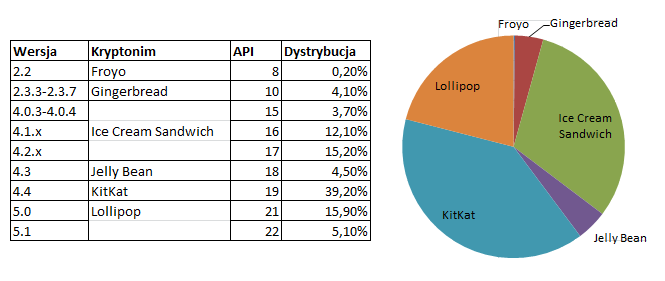 Wersja Kryptonim API Dystrybucja
2.2 Froyo 8 0,20%
2.3.3-2.3.7 Gingerbread 10 4,10%
4.0.3-4.0.4 15 3,70%
4.1.x Ice Cream Sandwich 16 12,10%
4.2.x 17 15,20%
4.3 Jelly Bean 18 4,50%
4.4 KitKat 19 39,20%
5.0 Lollipop 21 15,90%
5.1 22 5,10%
Froyo
Gingerbread
Lollipop
Ice Cream
Sandwich
KitKat
Jelly Bean